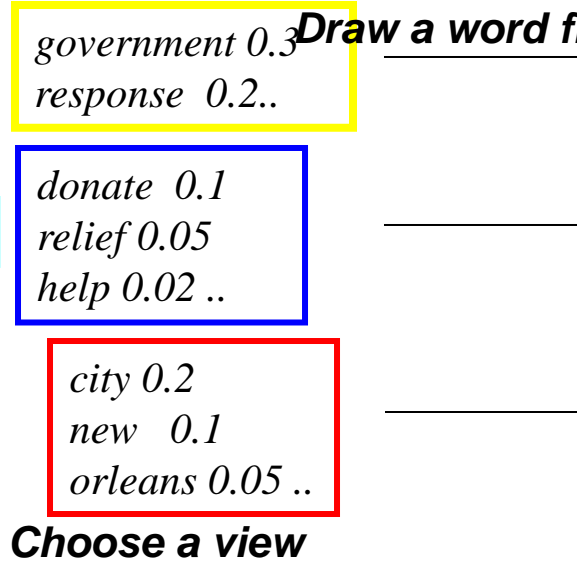 government 0.3
Draw a word
response 0.2..
donate 0.1
relief 0.05
help 0.02 ..
city 0.2
new 0.1
orleans 0.05 ..
Choose a view